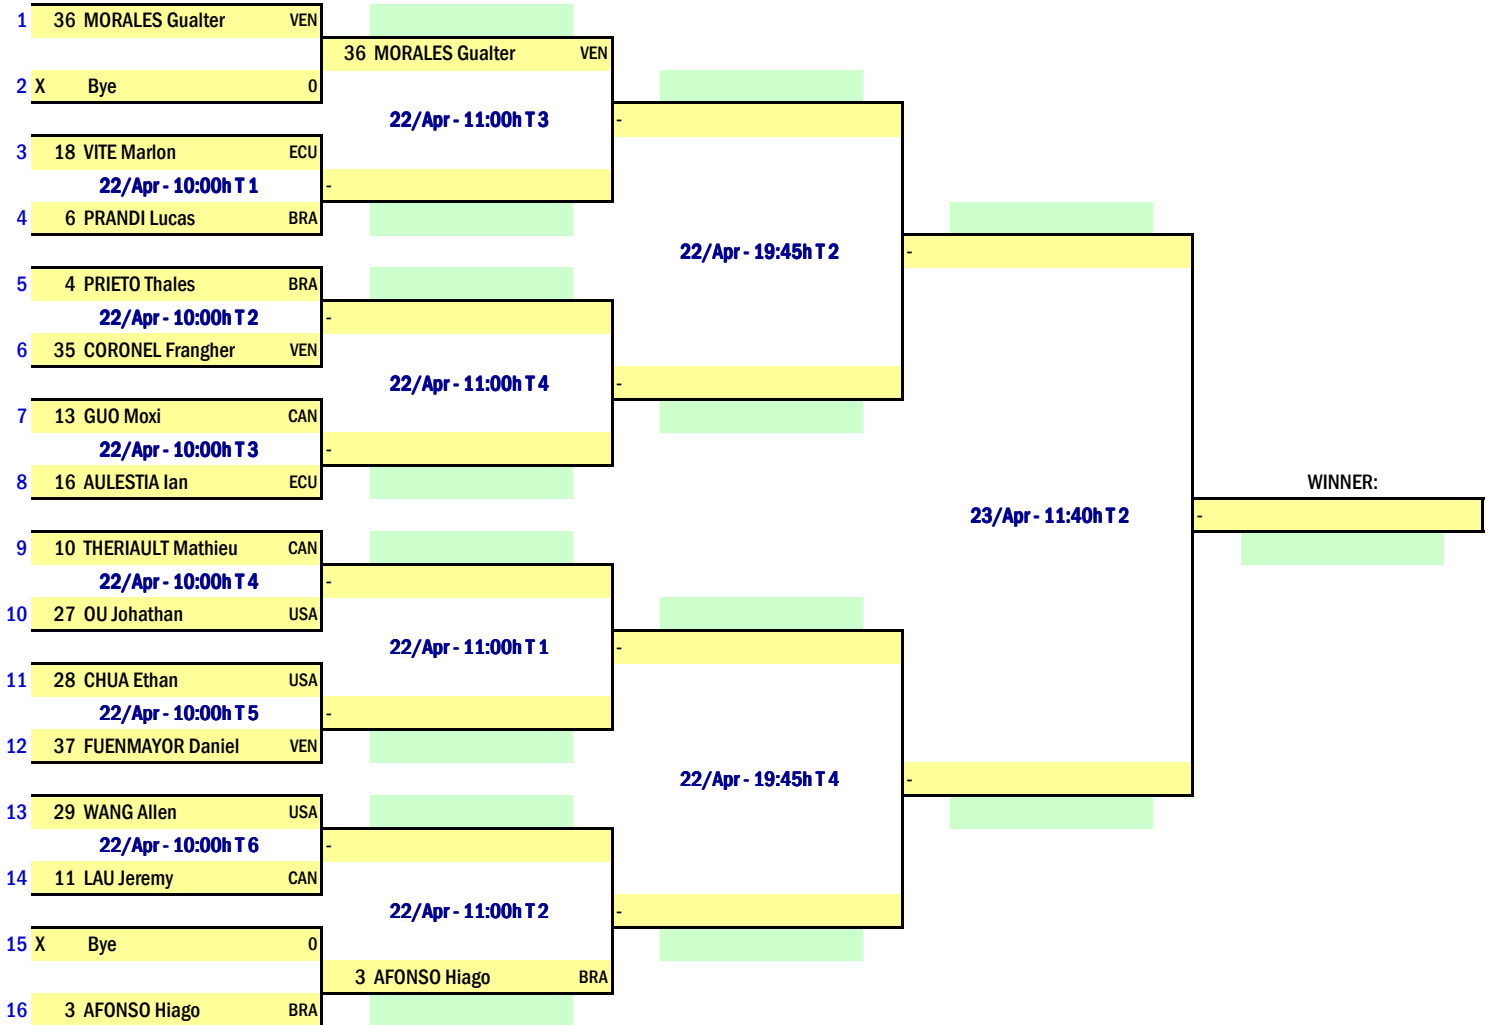 1 36 MORALES Gualter VEN
36 MORALES Gualter VEN
2 X Bye 0
22/Apr - 11:00h T 3
-
3 18 VITE Marlon ECU
22/Apr - 10:00h T 1
-
4 6 PRANDI Lucas BRA
22/Apr - 19:45h T 2
-
5 4 PRIETO Thales BRA
22/Apr - 10:00h T 2
-
6 35 CORONEL Frangher VEN
22/Apr - 11:00h T 4
-
7 13 GUO Moxi CAN
22/Apr - 10:00h T 3
-
8 16 AULESTIA Ian ECU
WINNER:
23/Apr - 11:40h T 2
-
9 10 THERIAULT Mathieu CAN
22/Apr - 10:00h T 4
-
10 27 OU Johathan USA
22/Apr - 11:00h T 1
-
11 28 CHUA Ethan USA
22/Apr - 10:00h T 5
-
12 37 FUENMAYOR Daniel VEN
22/Apr - 19:45h T 4
-
13 29 WANG Allen USA
22/Apr - 10:00h T 6
-
14 11 LAU Jeremy CAN
22/Apr - 11:00h T 2
-
15 X Bye 0
3 AFONSO Hiago BRA
16 3 AFONSO Hiago BRA